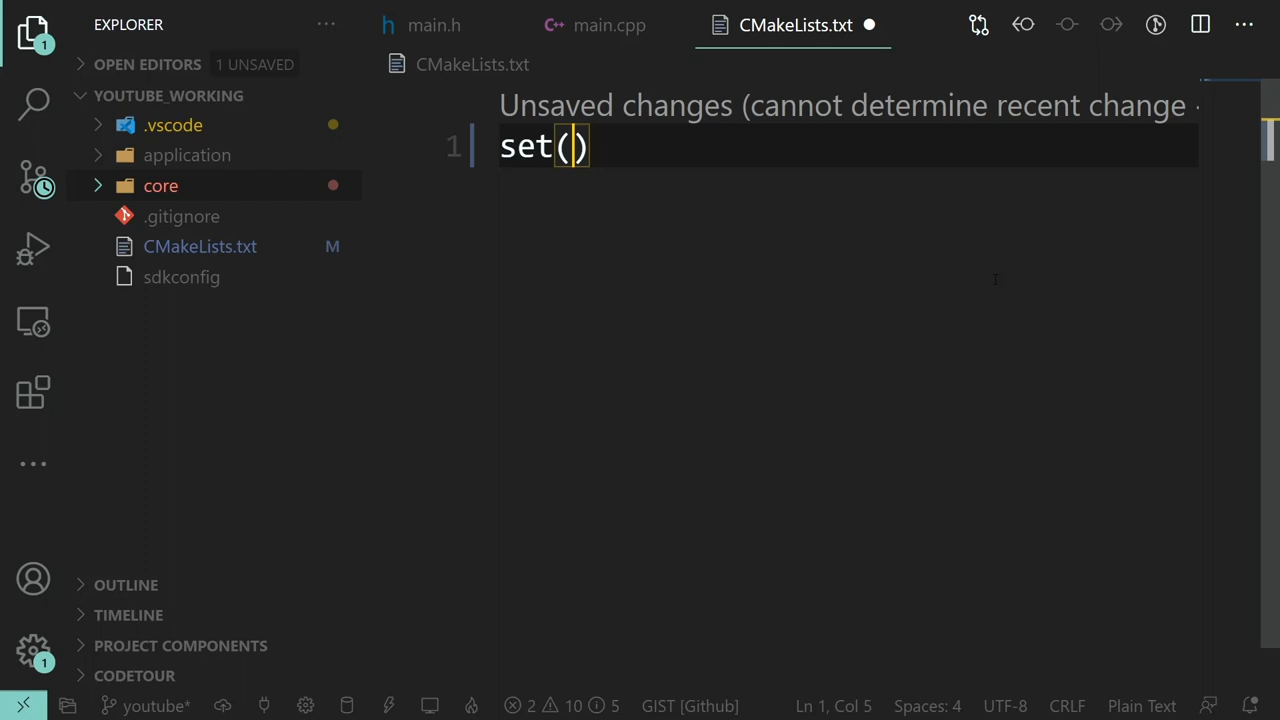 EXPLORER
main.h
main.cpp
CMakeLists.txt
OPEN EDITORS 1 UNSAVED
CMakeLists.txt
YOUTUBE_WORKING
Unsaved changes (cannot determine recent change
.vscode
1 set()
application
core
.gitignore
CMakeLists.txt M
sdkconfig
OUTLINE
TIMELINE
PROJECT COMPONENTS
CODETOUR
1
1
youtube* 2 10 5 GIST [Github] Ln 1, Col 5 Spaces: 4 UTF-8 CRLF Plain Text